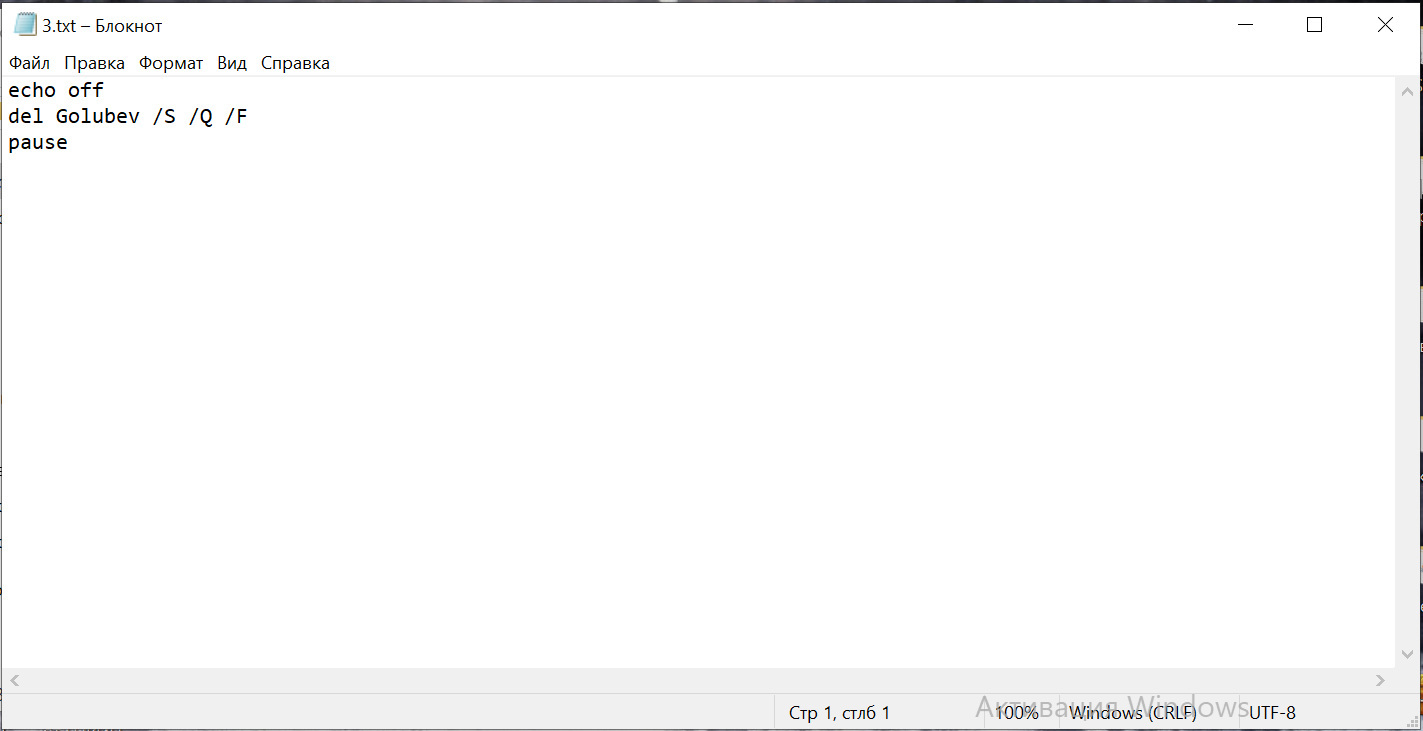 3.txt – Блокнот
Файл Правка Формат Вид Справка
echo off
del Golubev /S /Q /F
pause
Активация Windows
Стр 1, стлб 1 100% Windows (CRLF) UTF-8